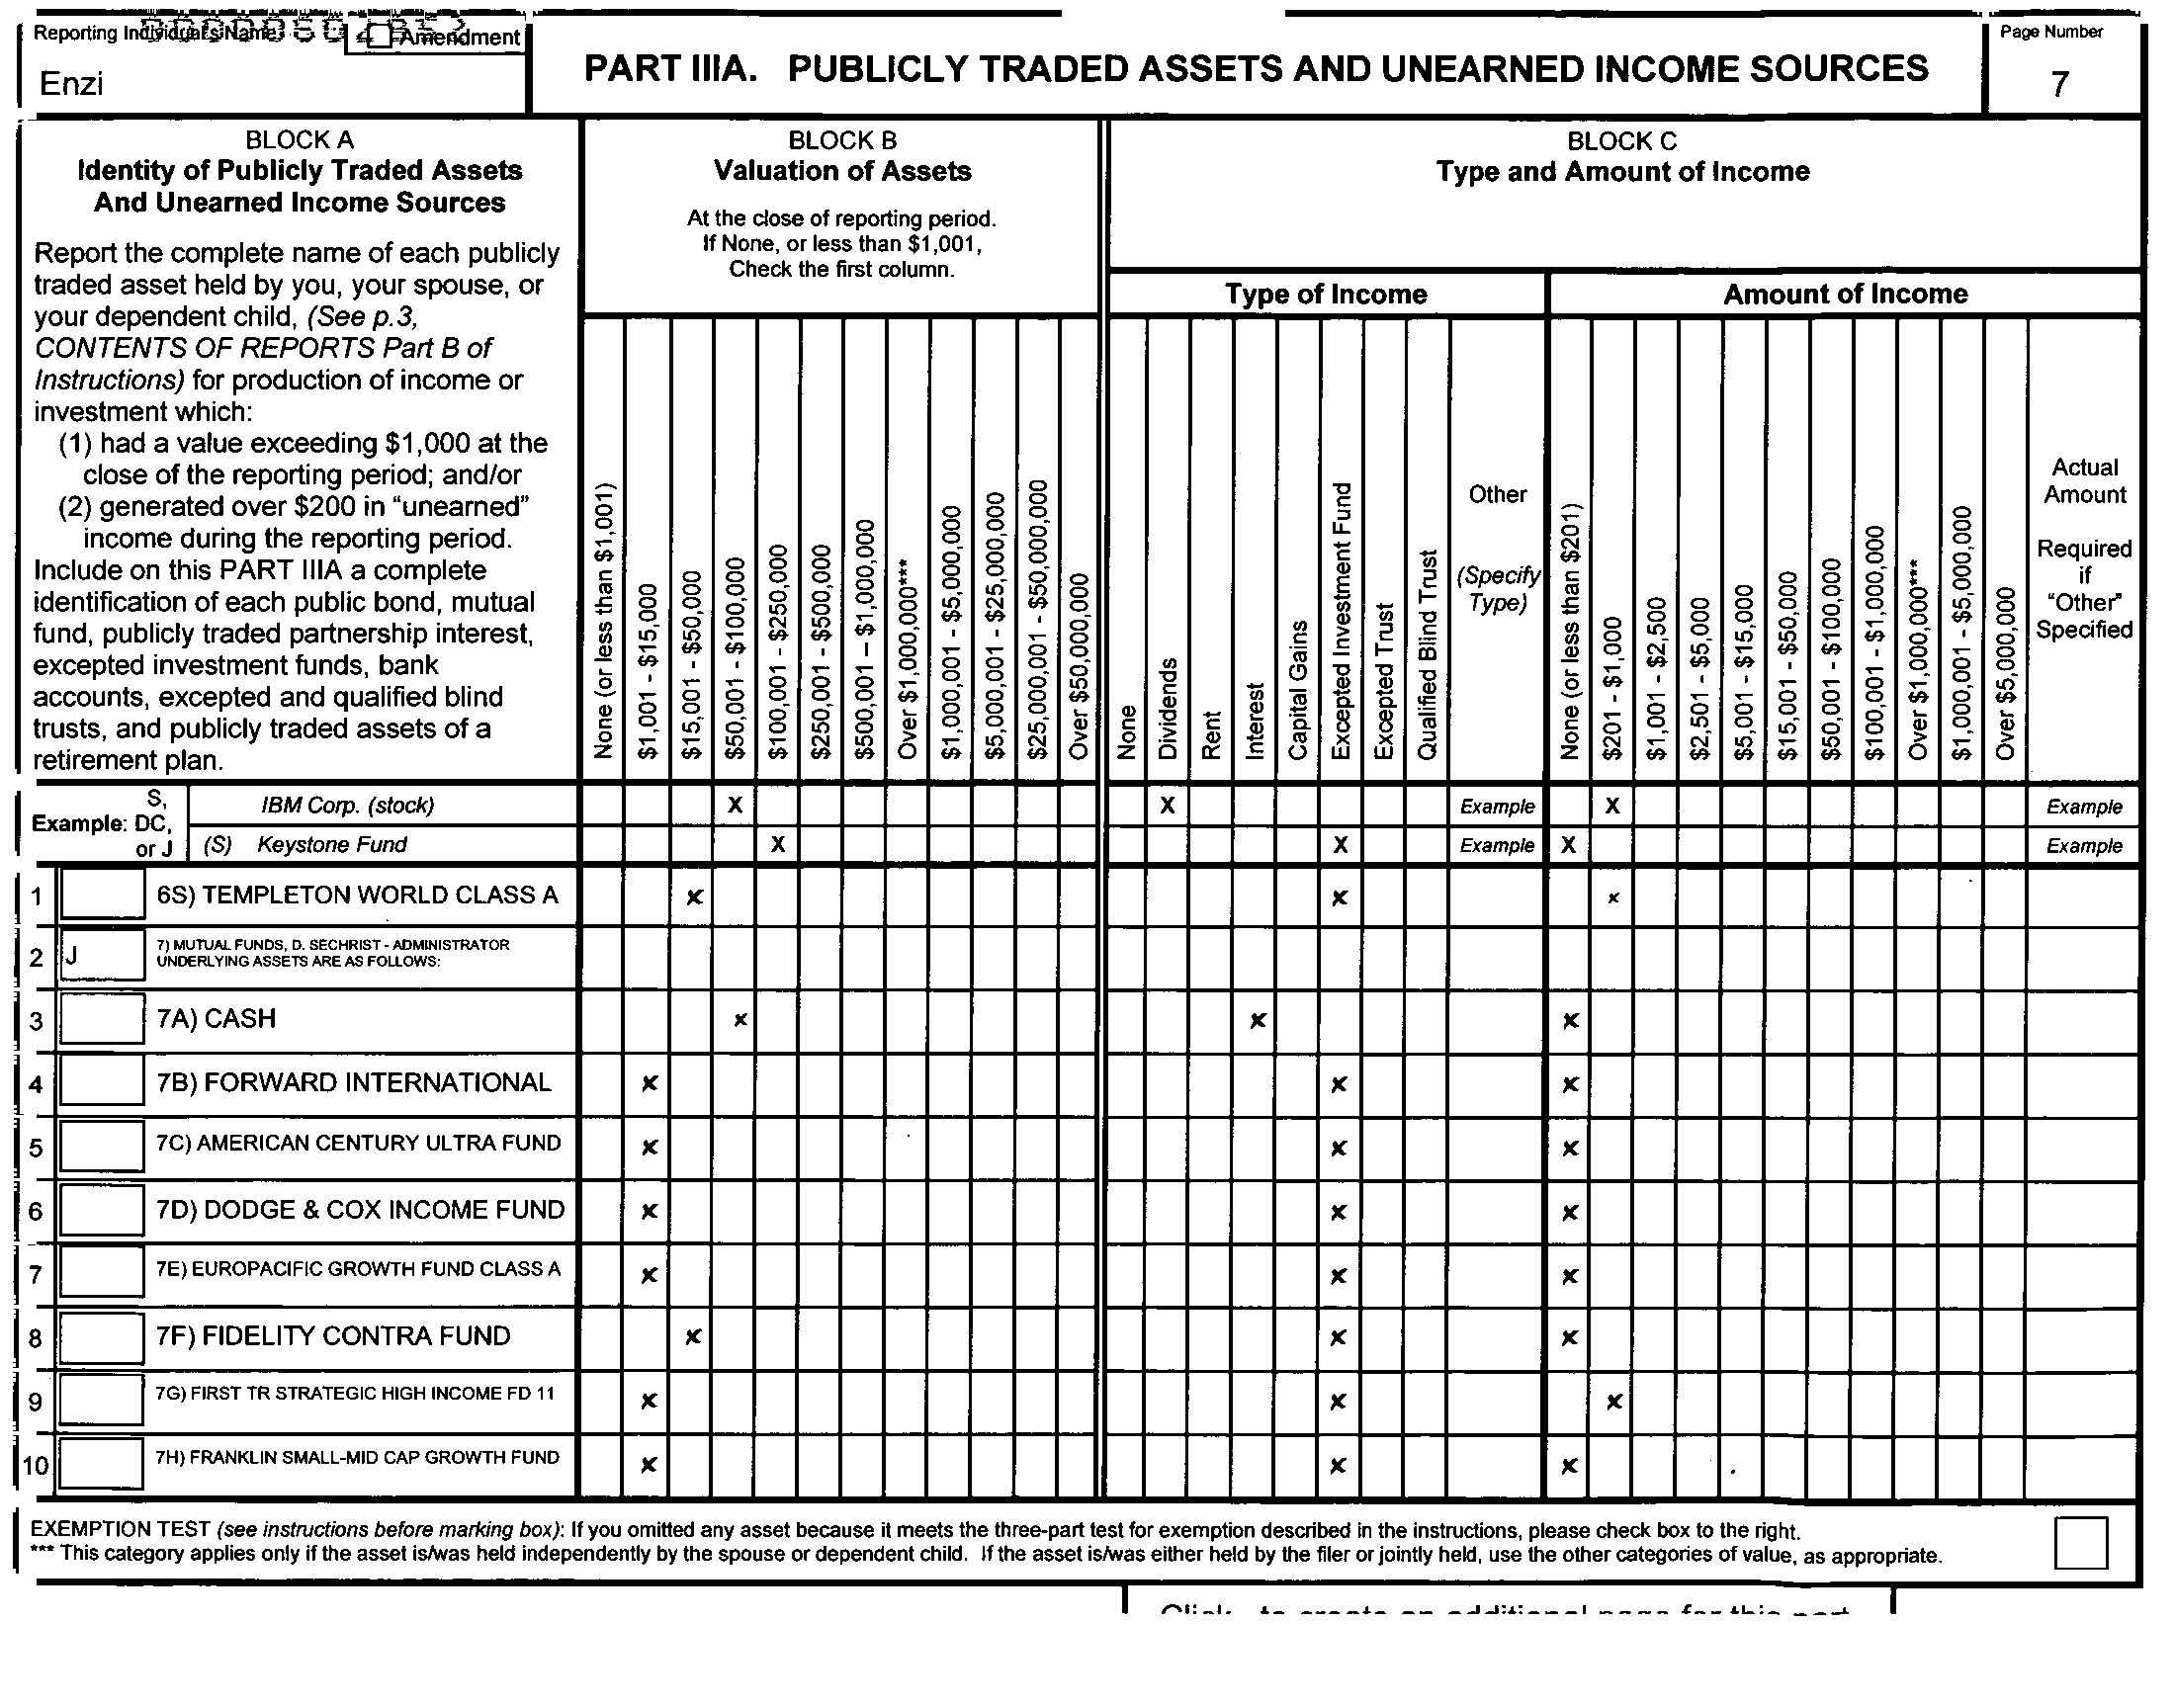 Reporting Individual's Name
Amendment
Enzi
PART IIIA. PUBLICLY TRADED ASSETS AND UNEARNED INCOME SOURCES
Page Number
7
BLOCK A
Identity of Publicly Traded Assets
And Unearned Income Sources
Report the complete name of each publicly
traded asset held by you, your spouse, or
your dependent child, (See p.3,
CONTENTS OF REPORTS Part B of
Instructions) for production of income or
investment which:
(1) had a value exceeding $1,000 at the
close of the reporting period; and/or
(2) generated over $200 in "unearned"
income during the reporting period.
Include on this PART IIIA a complete
identification of each public bond, mutual
fund, publicly traded partnership interest,
excepted investment funds, bank
accounts, excepted and qualified blind
trusts, and publicly traded assets of a
retirement plan.
BLOCK B
Valuation of Assets
At the close of reporting period.
If None, or less than $1,001,
Check the first column.
None (or less than $1,001)
$1,001 - $15,000
$15,001 - $50,000
$50,001 - $100,000
$100,001 - $250,000
$250,001 - $500,000
$500,001 – $1,000,000
Over $1,000,000***
$1,000,001 - $5,000,000
$5,000,001 - $25,000,000
$25,000,001 - $50,000,000
Over $50,000,000
BLOCK C
Type and Amount of Income
Type of Income
None
Dividends
Rent
Interest
Capital Gains
Excepted Investment Fund
Excepted Trust
Qualified Blind Trust
Other
(Specify
Type)
Amount of Income
None (or less than $201)
$201 - $1,000
$1,001 - $2,500
$2,501 - $5,000
$5,001 - $15,000
$15,001 - $50,000
$50,001 - $100,000
$100,001 - $1,000,000
Over $1,000,000***
$1,000,001 - $5,000,000
Over $5,000,000
Actual
Amount
Required
if
"Other"
Specified
Example: S, DC, or J
IBM Corp. (stock) X X Example X Example
(S) Keystone Fund X X Example X Example
1 6S) TEMPLETON WORLD CLASS A x x x
2 J 7) MUTUAL FUNDS, D. SECHRIST - ADMINISTRATOR
UNDERLYING ASSETS ARE AS FOLLOWS:
3 7A) CASH x x x
4 7B) FORWARD INTERNATIONAL x x x
5 7C) AMERICAN CENTURY ULTRA FUND x x x
6 7D) DODGE & COX INCOME FUND x x x
7 7E) EUROPACIFIC GROWTH FUND CLASS A x x x
8 7F) FIDELITY CONTRA FUND x x x
9 7G) FIRST TR STRATEGIC HIGH INCOME FD 11 x x x
10 7H) FRANKLIN SMALL-MID CAP GROWTH FUND x x x
EXEMPTION TEST (see instructions before marking box): If you omitted any asset because it meets the three-part test for exemption described in the instructions, please check box to the right.
*** This category applies only if the asset is/was held independently by the spouse or dependent child. If the asset is/was either held by the filer or jointly held, use the other categories of value, as appropriate.